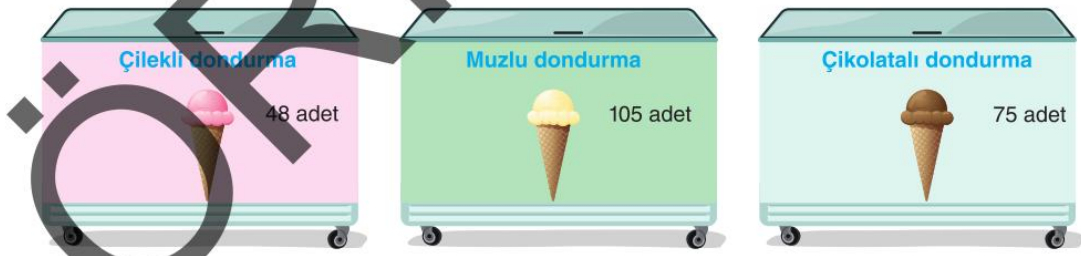 Çilekli dondurma
48 adet
Muzlu dondurma
105 adet
Çikolatalı dondurma
75 adet